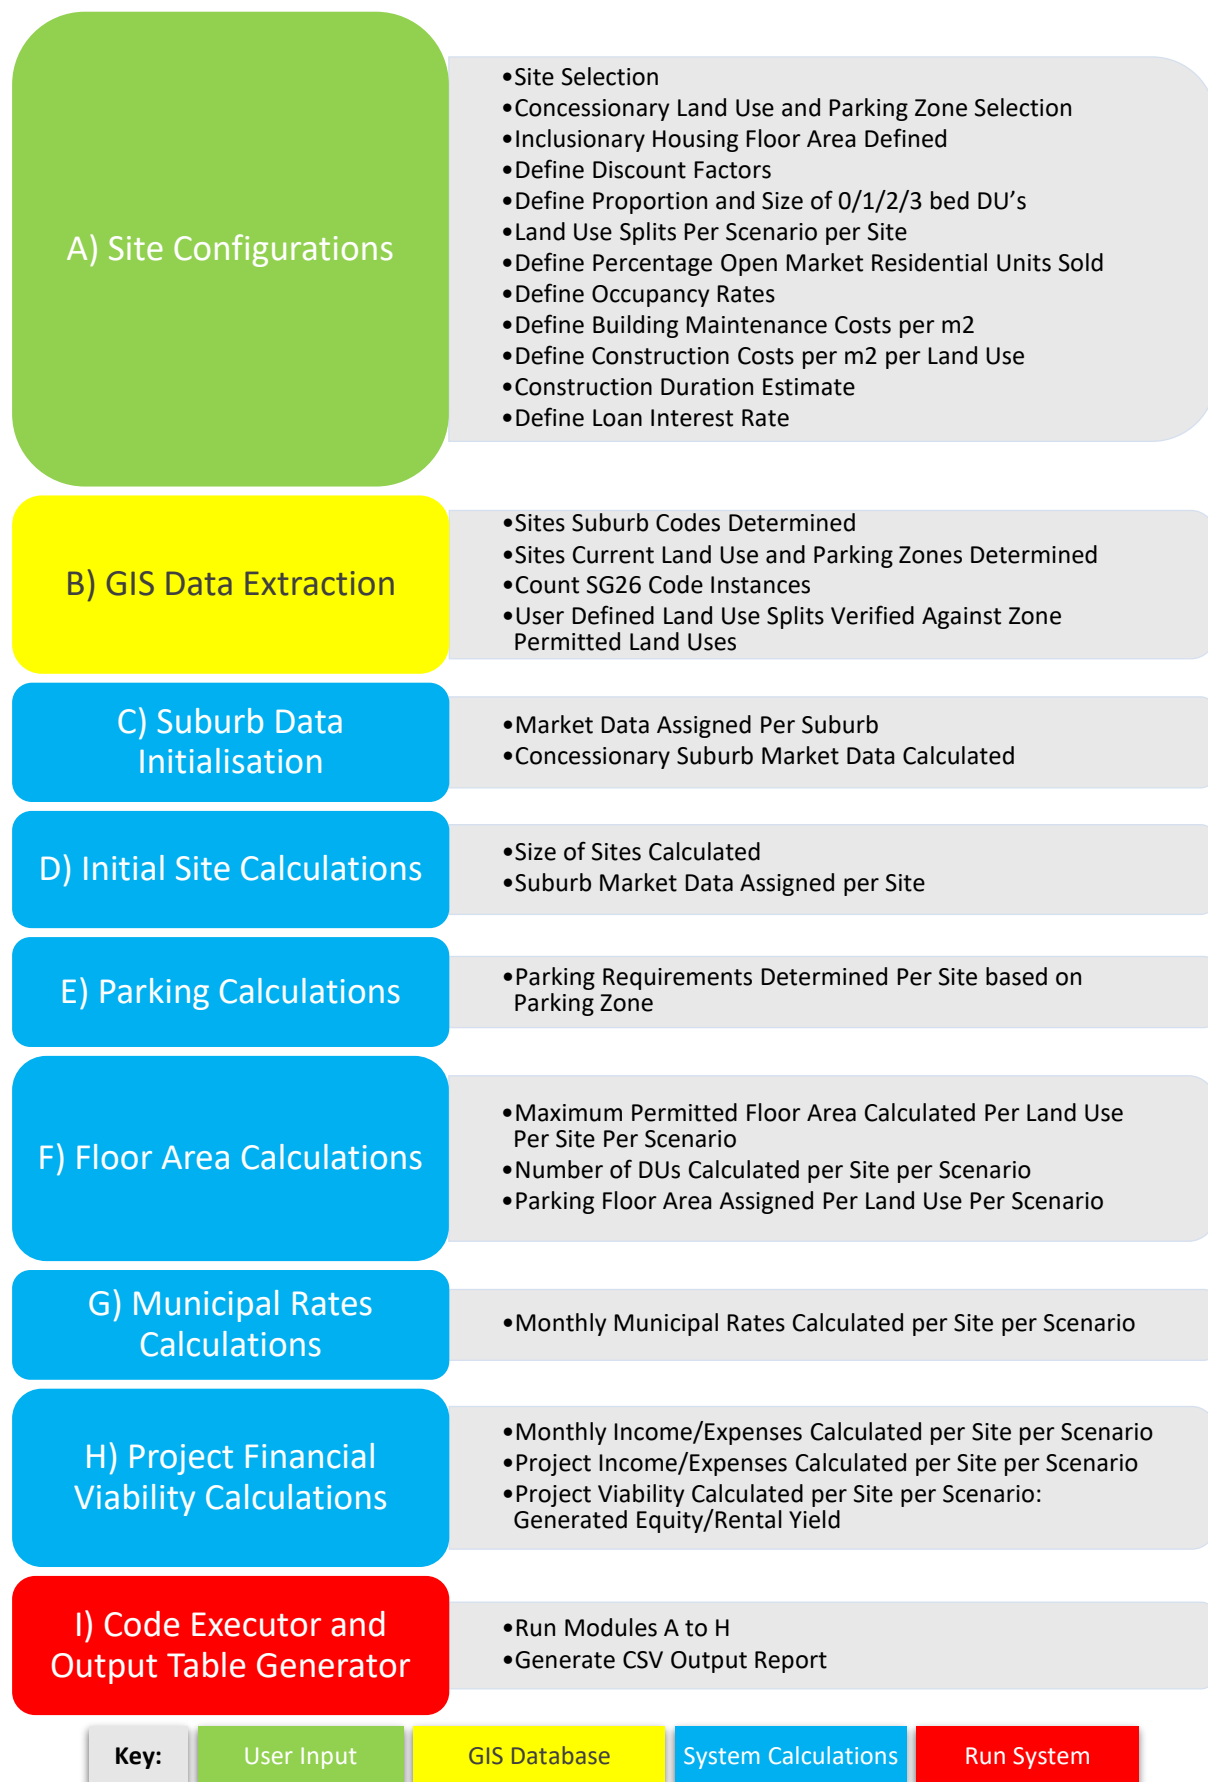 A) Site Configurations
•Site Selection
•Concessionary Land Use and Parking Zone Selection
•Inclusionary Housing Floor Area Defined
•Define Discount Factors
•Define Proportion and Size of 0/1/2/3 bed DU's
•Land Use Splits Per Scenario per Site
•Define Percentage Open Market Residential Units Sold
•Define Occupancy Rates
•Define Building Maintenance Costs per m2
•Define Construction Costs per m2 per Land Use
•Construction Duration Estimate
•Define Loan Interest Rate
B) GIS Data Extraction
•Sites Suburb Codes Determined
•Sites Current Land Use and Parking Zones Determined
•Count SG26 Code Instances
•User Defined Land Use Splits Verified Against Zone
Permitted Land Uses
C) Suburb Data
Initialisation
•Market Data Assigned Per Suburb
•Concessionary Suburb Market Data Calculated
D) Initial Site Calculations
•Size of Sites Calculated
•Suburb Market Data Assigned per Site
E) Parking Calculations
•Parking Requirements Determined Per Site based on
Parking Zone
F) Floor Area Calculations
•Maximum Permitted Floor Area Calculated Per Land Use
Per Site Per Scenario
•Number of DUs Calculated per Site per Scenario
•Parking Floor Area Assigned Per Land Use Per Scenario
G) Municipal Rates
Calculations
•Monthly Municipal Rates Calculated per Site per Scenario
H) Project Financial
Viability Calculations
•Monthly Income/Expenses Calculated per Site per Scenario
•Project Income/Expenses Calculated per Site per Scenario
•Project Viability Calculated per Site per Scenario:
Generated Equity/Rental Yield
I) Code Executor and
Output Table Generator
•Run Modules A to H
•Generate CSV Output Report
Key:
User Input
GIS Database
System Calculations
Run System